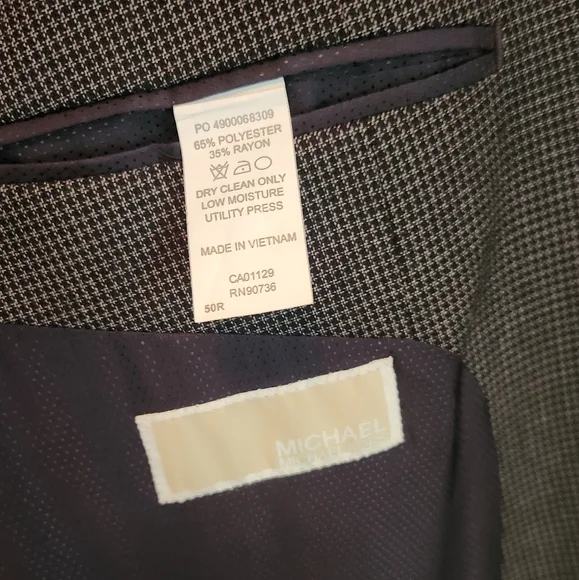 PO 4900068309
65% POLYESTER
35% RAYON
DRY CLEAN ONLY
LOW MOISTURE
UTILITY PRESS
MADE IN VIETNAM
CA01129
RN90736
50R
MICHAEL